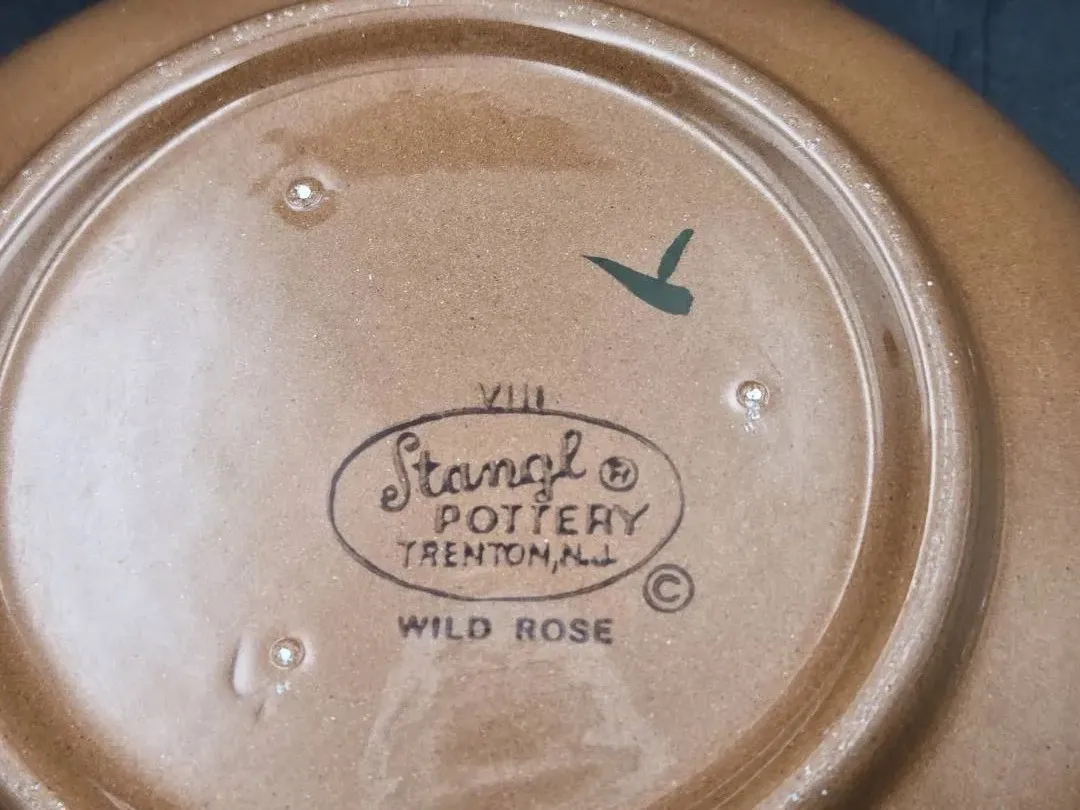 VIII
Stangl ®
POTTERY
TRENTON, N.J.
©
WILD ROSE